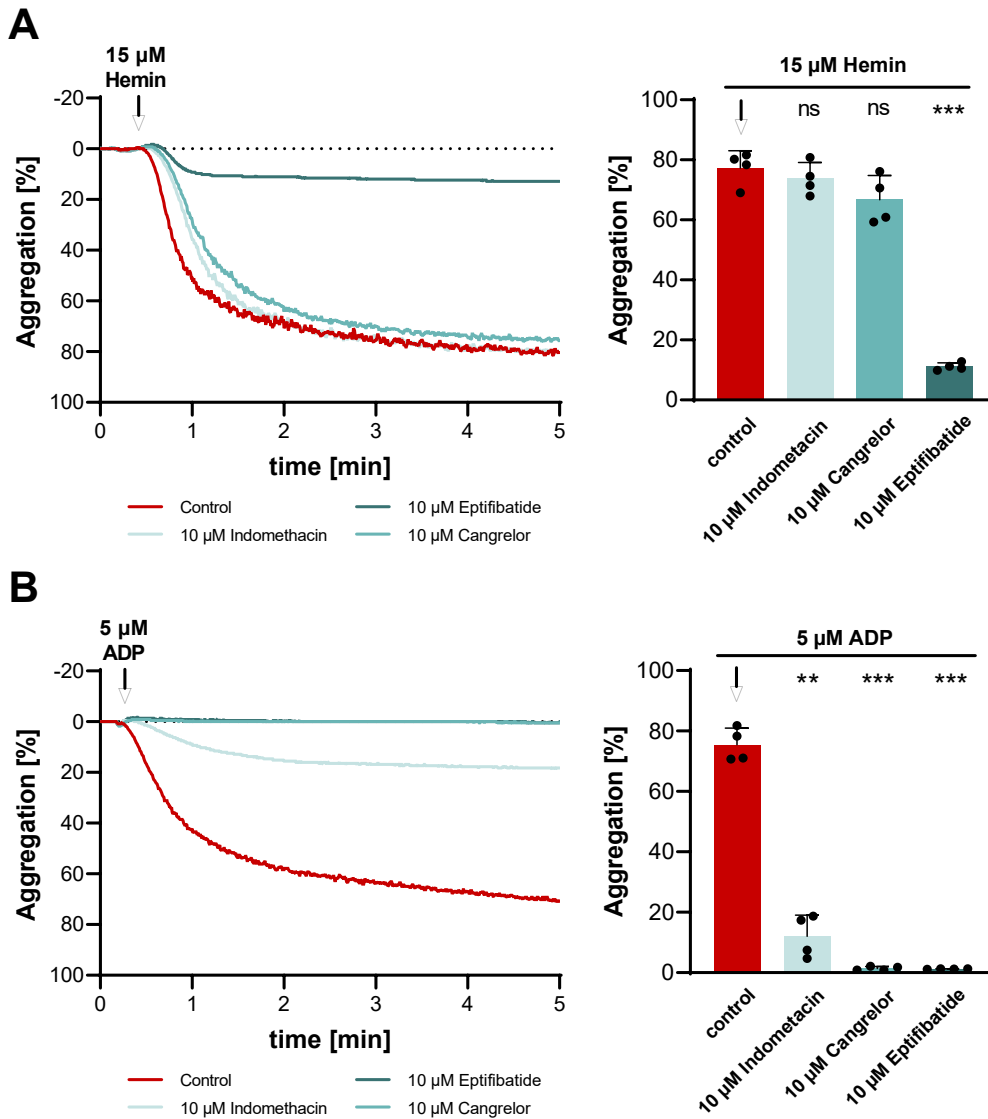 A
15 µM
Hemin
-20
0
20
40
60
80
100
Aggregation [%]
0 1 2 3 4 5
time [min]
Control
10 µM Eptifibatide
10 µM Indomethacin
10 µM Cangrelor
15 µM Hemin
100
80
60
40
20
0
Aggregation [%]
ns ns ***
control
10 µM Indometacin
10 µM Cangrelor
10 µM Eptifibatide
B
5 µM
ADP
-20
0
20
40
60
80
100
Aggregation [%]
0 1 2 3 4 5
time [min]
Control
10 µM Eptifibatide
10 µM Indomethacin
10 µM Cangrelor
5 µM ADP
100
80
60
40
20
0
Aggregation [%]
** *** ***
control
10 µM Indometacin
10 µM Cangrelor
10 µM Eptifibatide